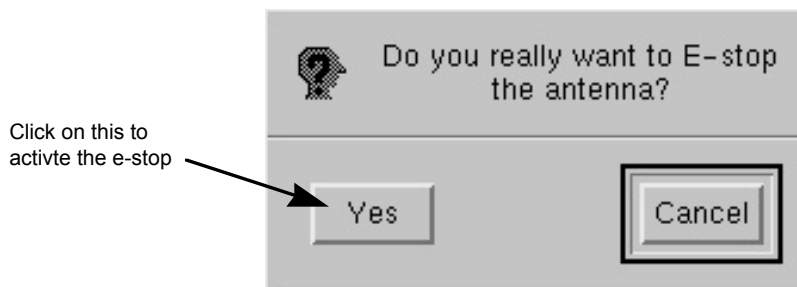 Do you really want to E-stop
the antenna?
Click on this to
activte the e-stop
Yes
Cancel